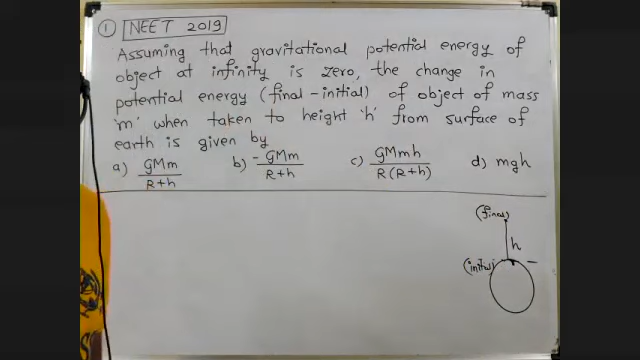 ① NEET 2019
Assuming that gravitational potential energy of
object at infinity is zero, the change in
potential energy (final - initial) of object of mass
'm' when taken to height 'h' from surface of
earth is given by
a) GMm / R+h b) -GMm / R+h c) GMmh / R(R+h) d) mgh
(final)
h
(initial)